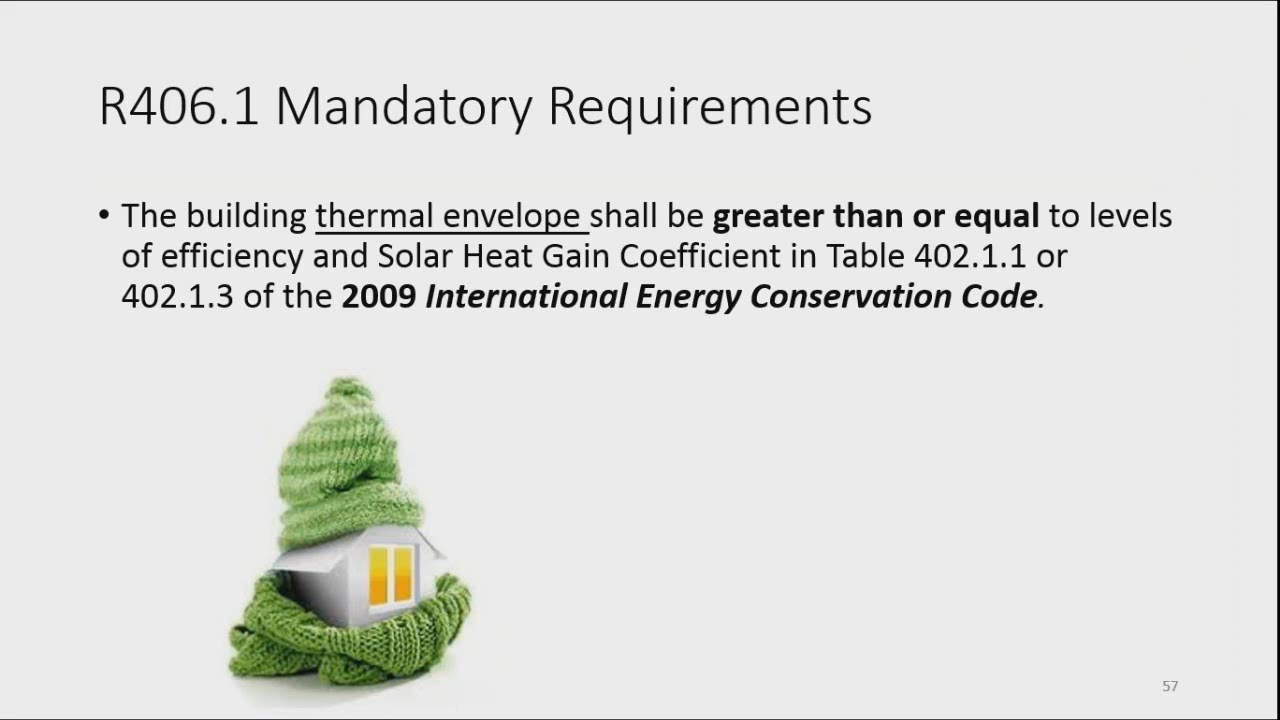 R406.1 Mandatory Requirements
• The building thermal envelope shall be greater than or equal to levels
of efficiency and Solar Heat Gain Coefficient in Table 402.1.1 or
402.1.3 of the 2009 International Energy Conservation Code.
57